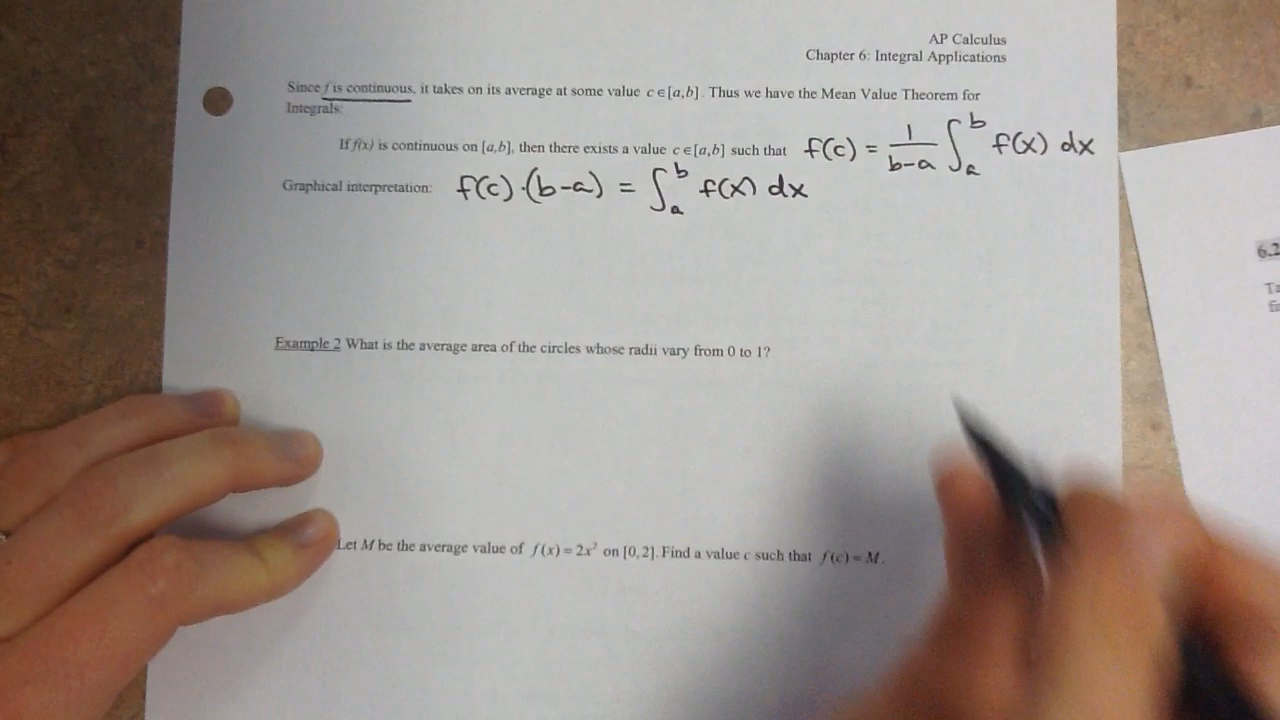 AP Calculus
Chapter 6: Integral Applications
Since f is continuous, it takes on its average at some value c∈[a,b]. Thus we have the Mean Value Theorem for
Integrals:
If f(x) is continuous on [a,b], then there exists a value c∈[a,b] such that f(c) = 1/(b-a) ∫_a^b f(x) dx
Graphical interpretation: f(c)·(b-a) = ∫_a^b f(x) dx
6.2
Example 2 What is the average area of the circles whose radii vary from 0 to 1?
Let M be the average value of f(x) = 2x² on [0, 2]. Find a value c such that f(c) = M.